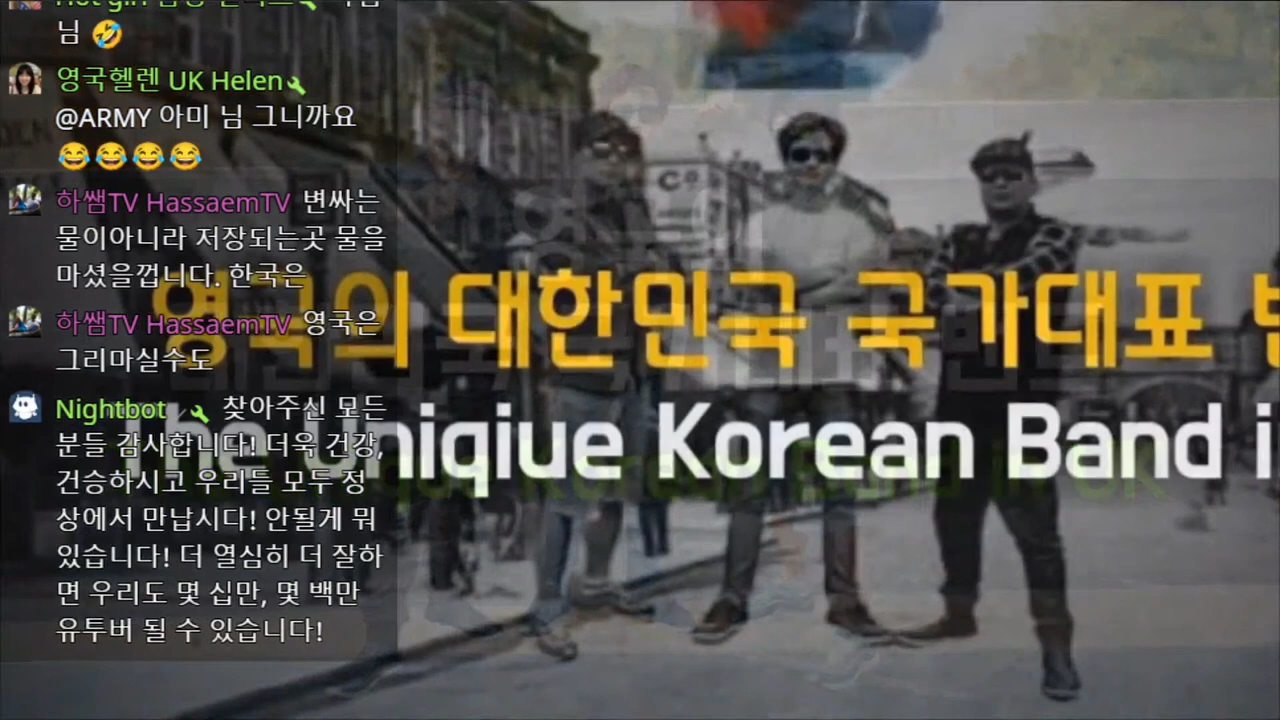 님 🤣
영국헬렌 UK Helen
@ARMY 아미 님 그니까요
😂😂😂😂
하쌤TV HassaemTV 변싸는
물이아니라 저장되는곳 물을
마셨을껍니다. 한국은
하쌤TV HassaemTV 영국은
그리마실수도
Nightbot 찾아주신 모든
분들 감사합니다! 더욱 건강,
건승하시고 우리들 모두 정
상에서 만납시다! 안될게 뭐
있습니다! 더 열심히 더 잘하
면 우리도 몇 십만, 몇 백만
유투버 될 수 있습니다!
영국의 대한민국 국가대표
The Uniqiue Korean Band i